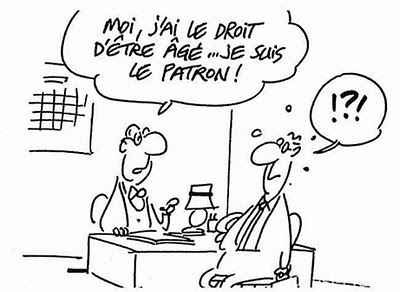 MOI, J'AI LE DROIT
D'ÊTRE ÂGÉ...JE SUIS
LE PATRON!
!?!